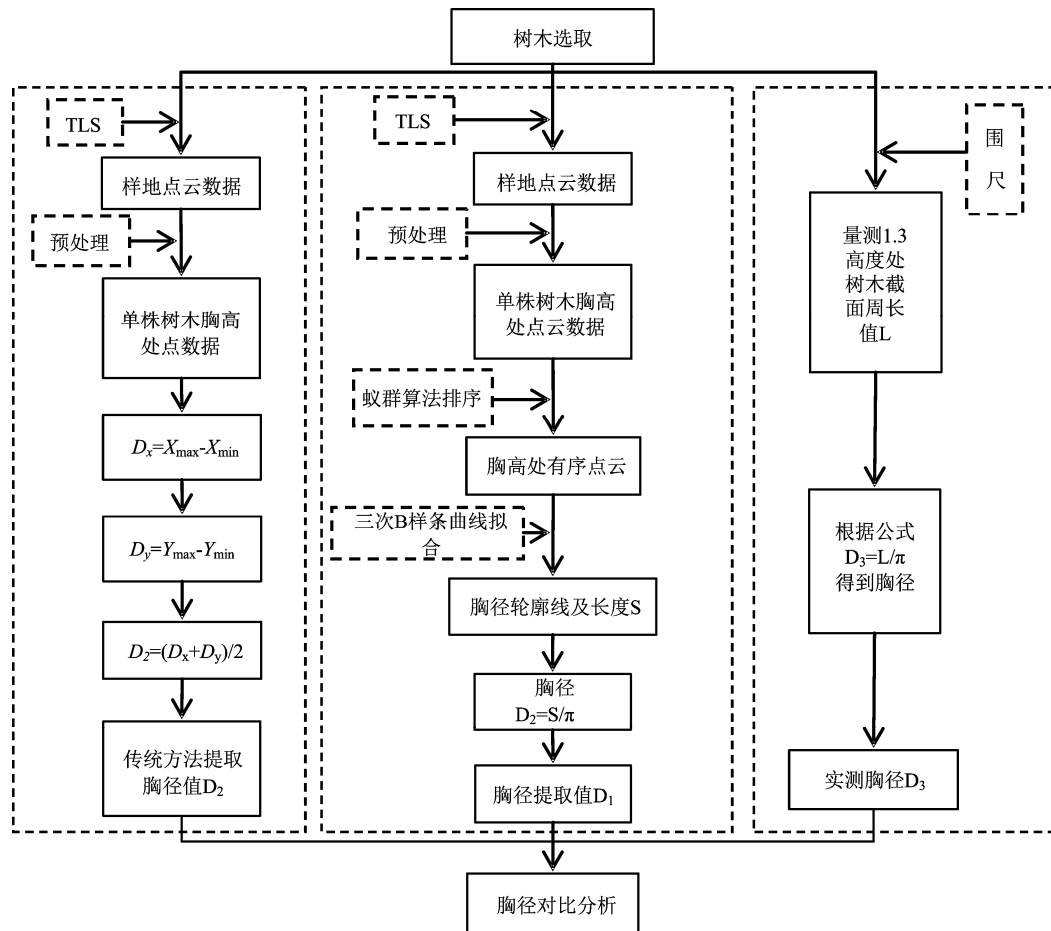 树木选取
TLS
样地点云数据
预处理
单株树木胸高
处点数据
Dx=Xmax-Xmin
Dy=Ymax-Ymin
D2=(Dx+Dy)/2
传统方法提取
胸径值D2
TLS
样地点云数据
预处理
单株树木胸高
处点云数据
蚁群算法排序
胸高处有序点云
三次B样条曲线拟
合
胸径轮廓线及长度S
胸径
D2=S/π
胸径提取值D1
围
尺
量测1.3
高度处
树木截
面周长
值L
根据公式
D3=L/π
得到胸径
实测胸径D3
胸径对比分析